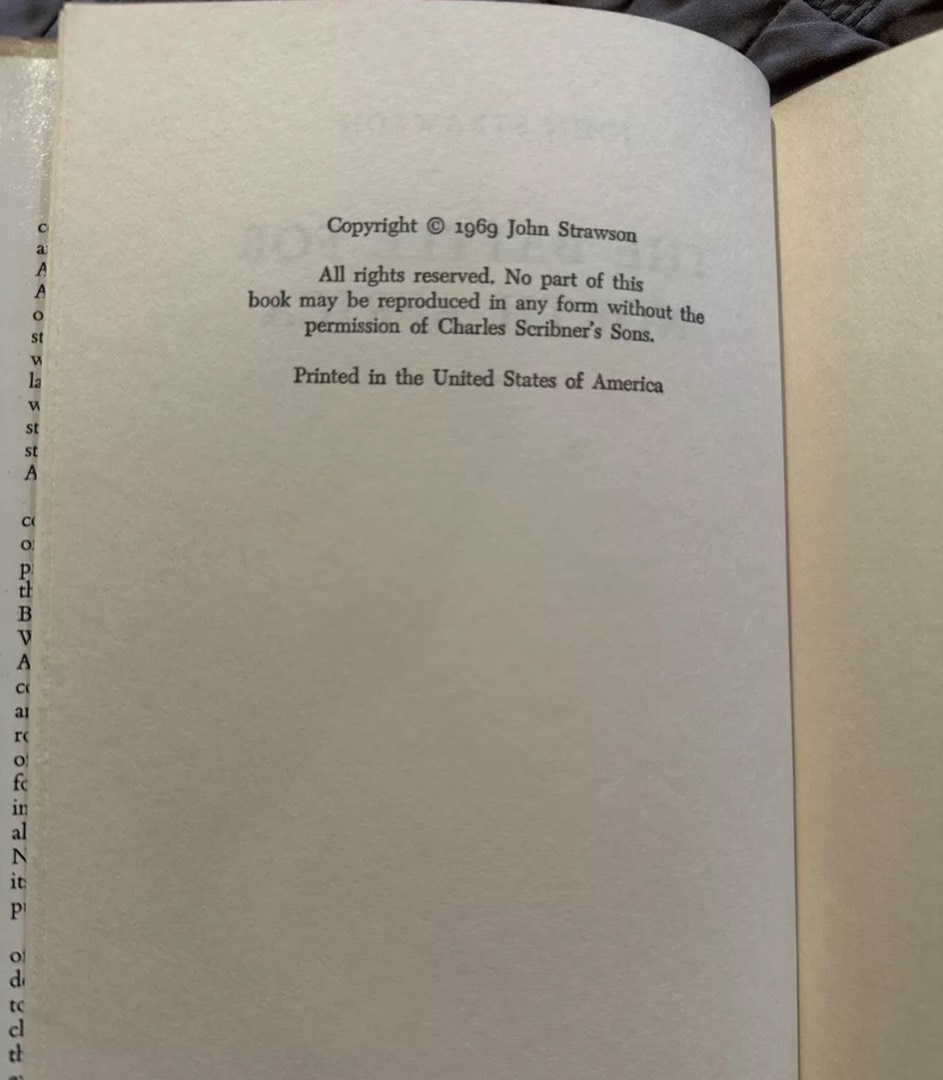 Copyright © 1969 John Strawson
All rights reserved. No part of this
book may be reproduced in any form without the
permission of Charles Scribner's Sons.
Printed in the United States of America